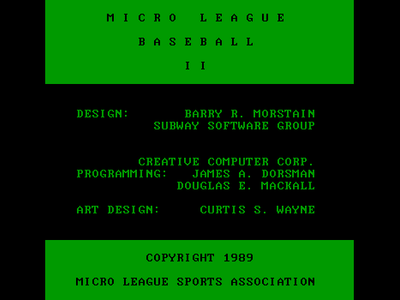 MICRO LEAGUE
BASEBALL
II
DESIGN: BARRY R. MORSTAIN
SUBWAY SOFTWARE GROUP
CREATIVE COMPUTER CORP.
PROGRAMMING: JAMES A. DORSMAN
DOUGLAS E. MACKALL
ART DESIGN: CURTIS S. WAYNE
COPYRIGHT 1989
MICRO LEAGUE SPORTS ASSOCIATION